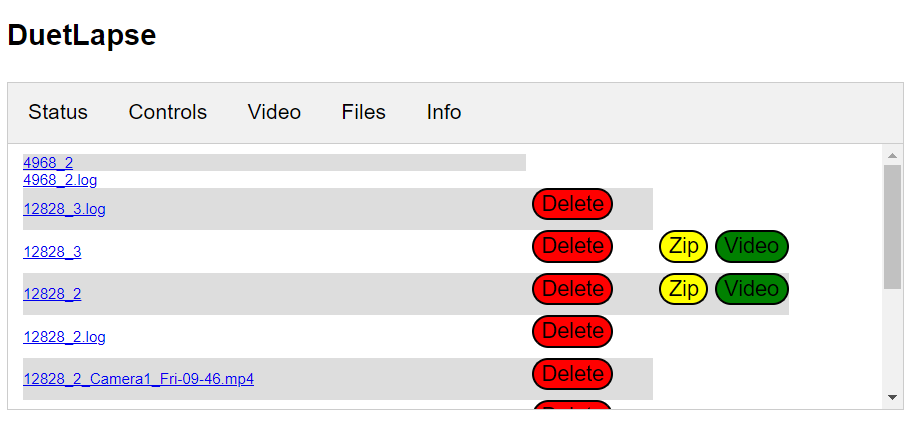 DuetLapse
Status Controls Video Files Info
4968_2
4968_2.log
12828_3.log Delete
12828_3 Delete Zip Video
12828_2 Delete Zip Video
12828_2.log Delete
12828_2_Camera1_Fri-09-46.mp4 Delete